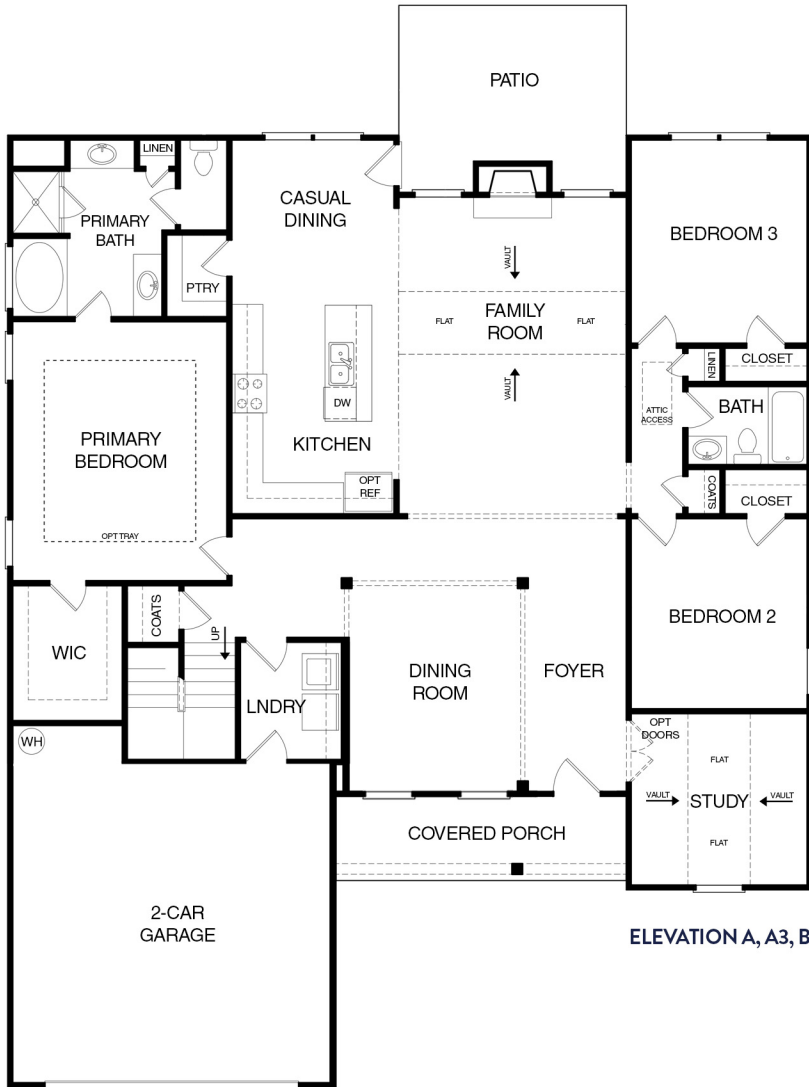 PATIO
LINEN
CASUAL
DINING
PRIMARY
BATH
BEDROOM 3
VAULT
PTRY
FLAT
FAMILY
ROOM
FLAT
VAULT
LINEN
CLOSET
DW
ATTIC
ACCESS
BATH
PRIMARY
BEDROOM
KITCHEN
OPT
REF
COATS
CLOSET
OPT TRAY
COATS
UP
WIC
BEDROOM 2
DINING
ROOM
FOYER
LNDRY
WH
OPT
DOORS
FLAT
VAULT
STUDY
VAULT
FLAT
COVERED PORCH
2-CAR
GARAGE
ELEVATION A, A3, B